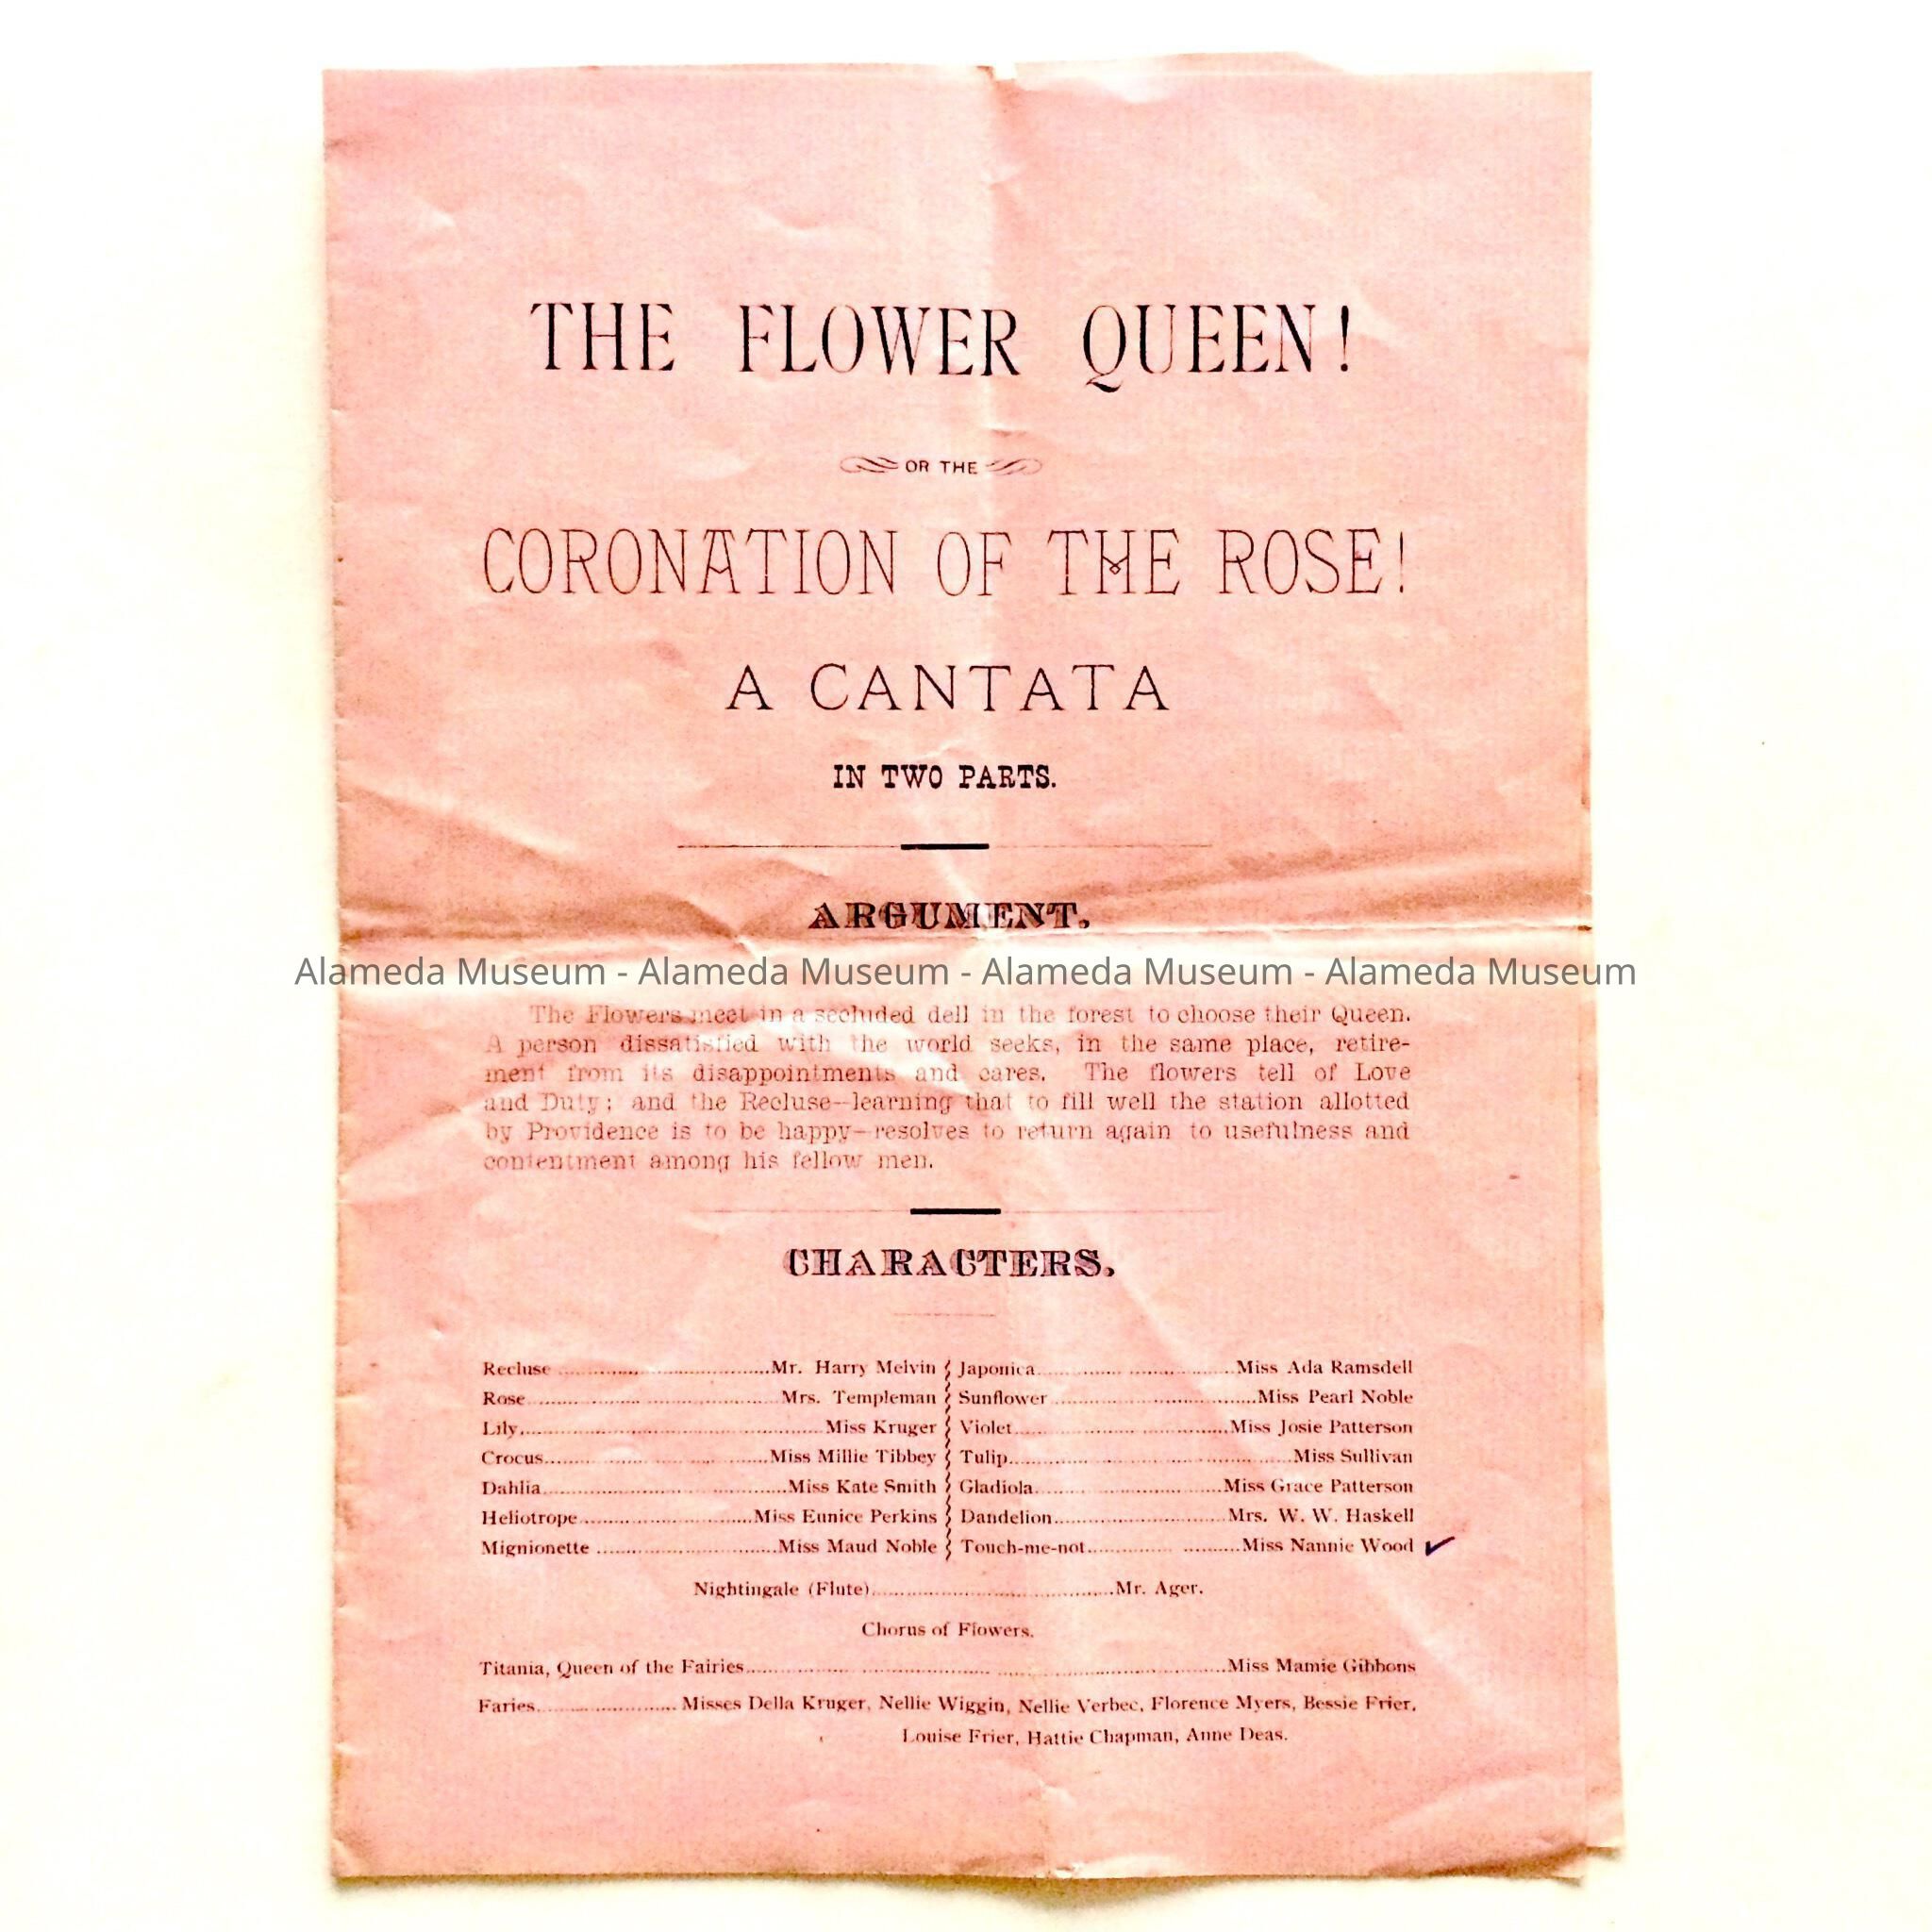 THE FLOWER QUEEN!
OR THE
CORONATION OF THE ROSE!
A CANTATA
IN TWO PARTS.
ARGUMENT.
Alameda Museum - Alameda Museum - Alameda Museum - Alameda Museum
The Flowers meet in a secluded dell in the forest to choose their Queen.
A person dissatisfied with the world seeks, in the same place, retire-
ment from its disappointments and cares. The flowers tell of Love
and Duty; and the Recluse—learning that to fill well the station allotted
by Providence is to be happy—resolves to return again to usefulness and
contentment among his fellow men.
CHARACTERS.
Recluse ........ Mr. Harry Melvin
Rose ........ Mrs. Templeman
Lily ........ Miss Kruger
Crocus ........ Miss Millie Tibbey
Dahlia ........ Miss Kate Smith
Heliotrope ........ Miss Eunice Perkins
Mignionette ........ Miss Maud Noble
Japonica ........ Miss Ada Ramsdell
Sunflower ........ Miss Pearl Noble
Violet ........ Miss Josie Patterson
Tulip ........ Miss Sullivan
Gladiola ........ Miss Grace Patterson
Dandelion ........ Mrs. W. W. Haskell
Touch-me-not ........ Miss Nannie Wood ✓
Nightingale (Flute) ........ Mr. Ager.
Chorus of Flowers.
Titania, Queen of the Fairies ........ Miss Mamie Gibbons
Faries ........ Misses Della Kruger, Nellie Wiggin, Nellie Verbec, Florence Myers, Bessie Frier,
Louise Frier, Hattie Chapman, Anne Deas.